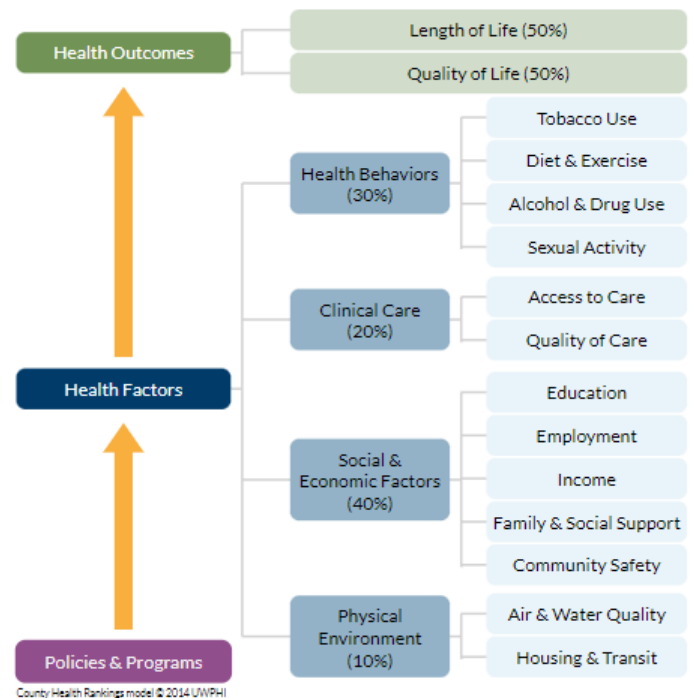 Health Outcomes
Length of Life (50%)
Quality of Life (50%)
Health Factors
Health Behaviors
(30%)
Tobacco Use
Diet & Exercise
Alcohol & Drug Use
Sexual Activity
Clinical Care
(20%)
Access to Care
Quality of Care
Social &
Economic Factors
(40%)
Education
Employment
Income
Family & Social Support
Community Safety
Physical
Environment
(10%)
Air & Water Quality
Housing & Transit
Policies & Programs
County Health Rankings model © 2014 UWPHI